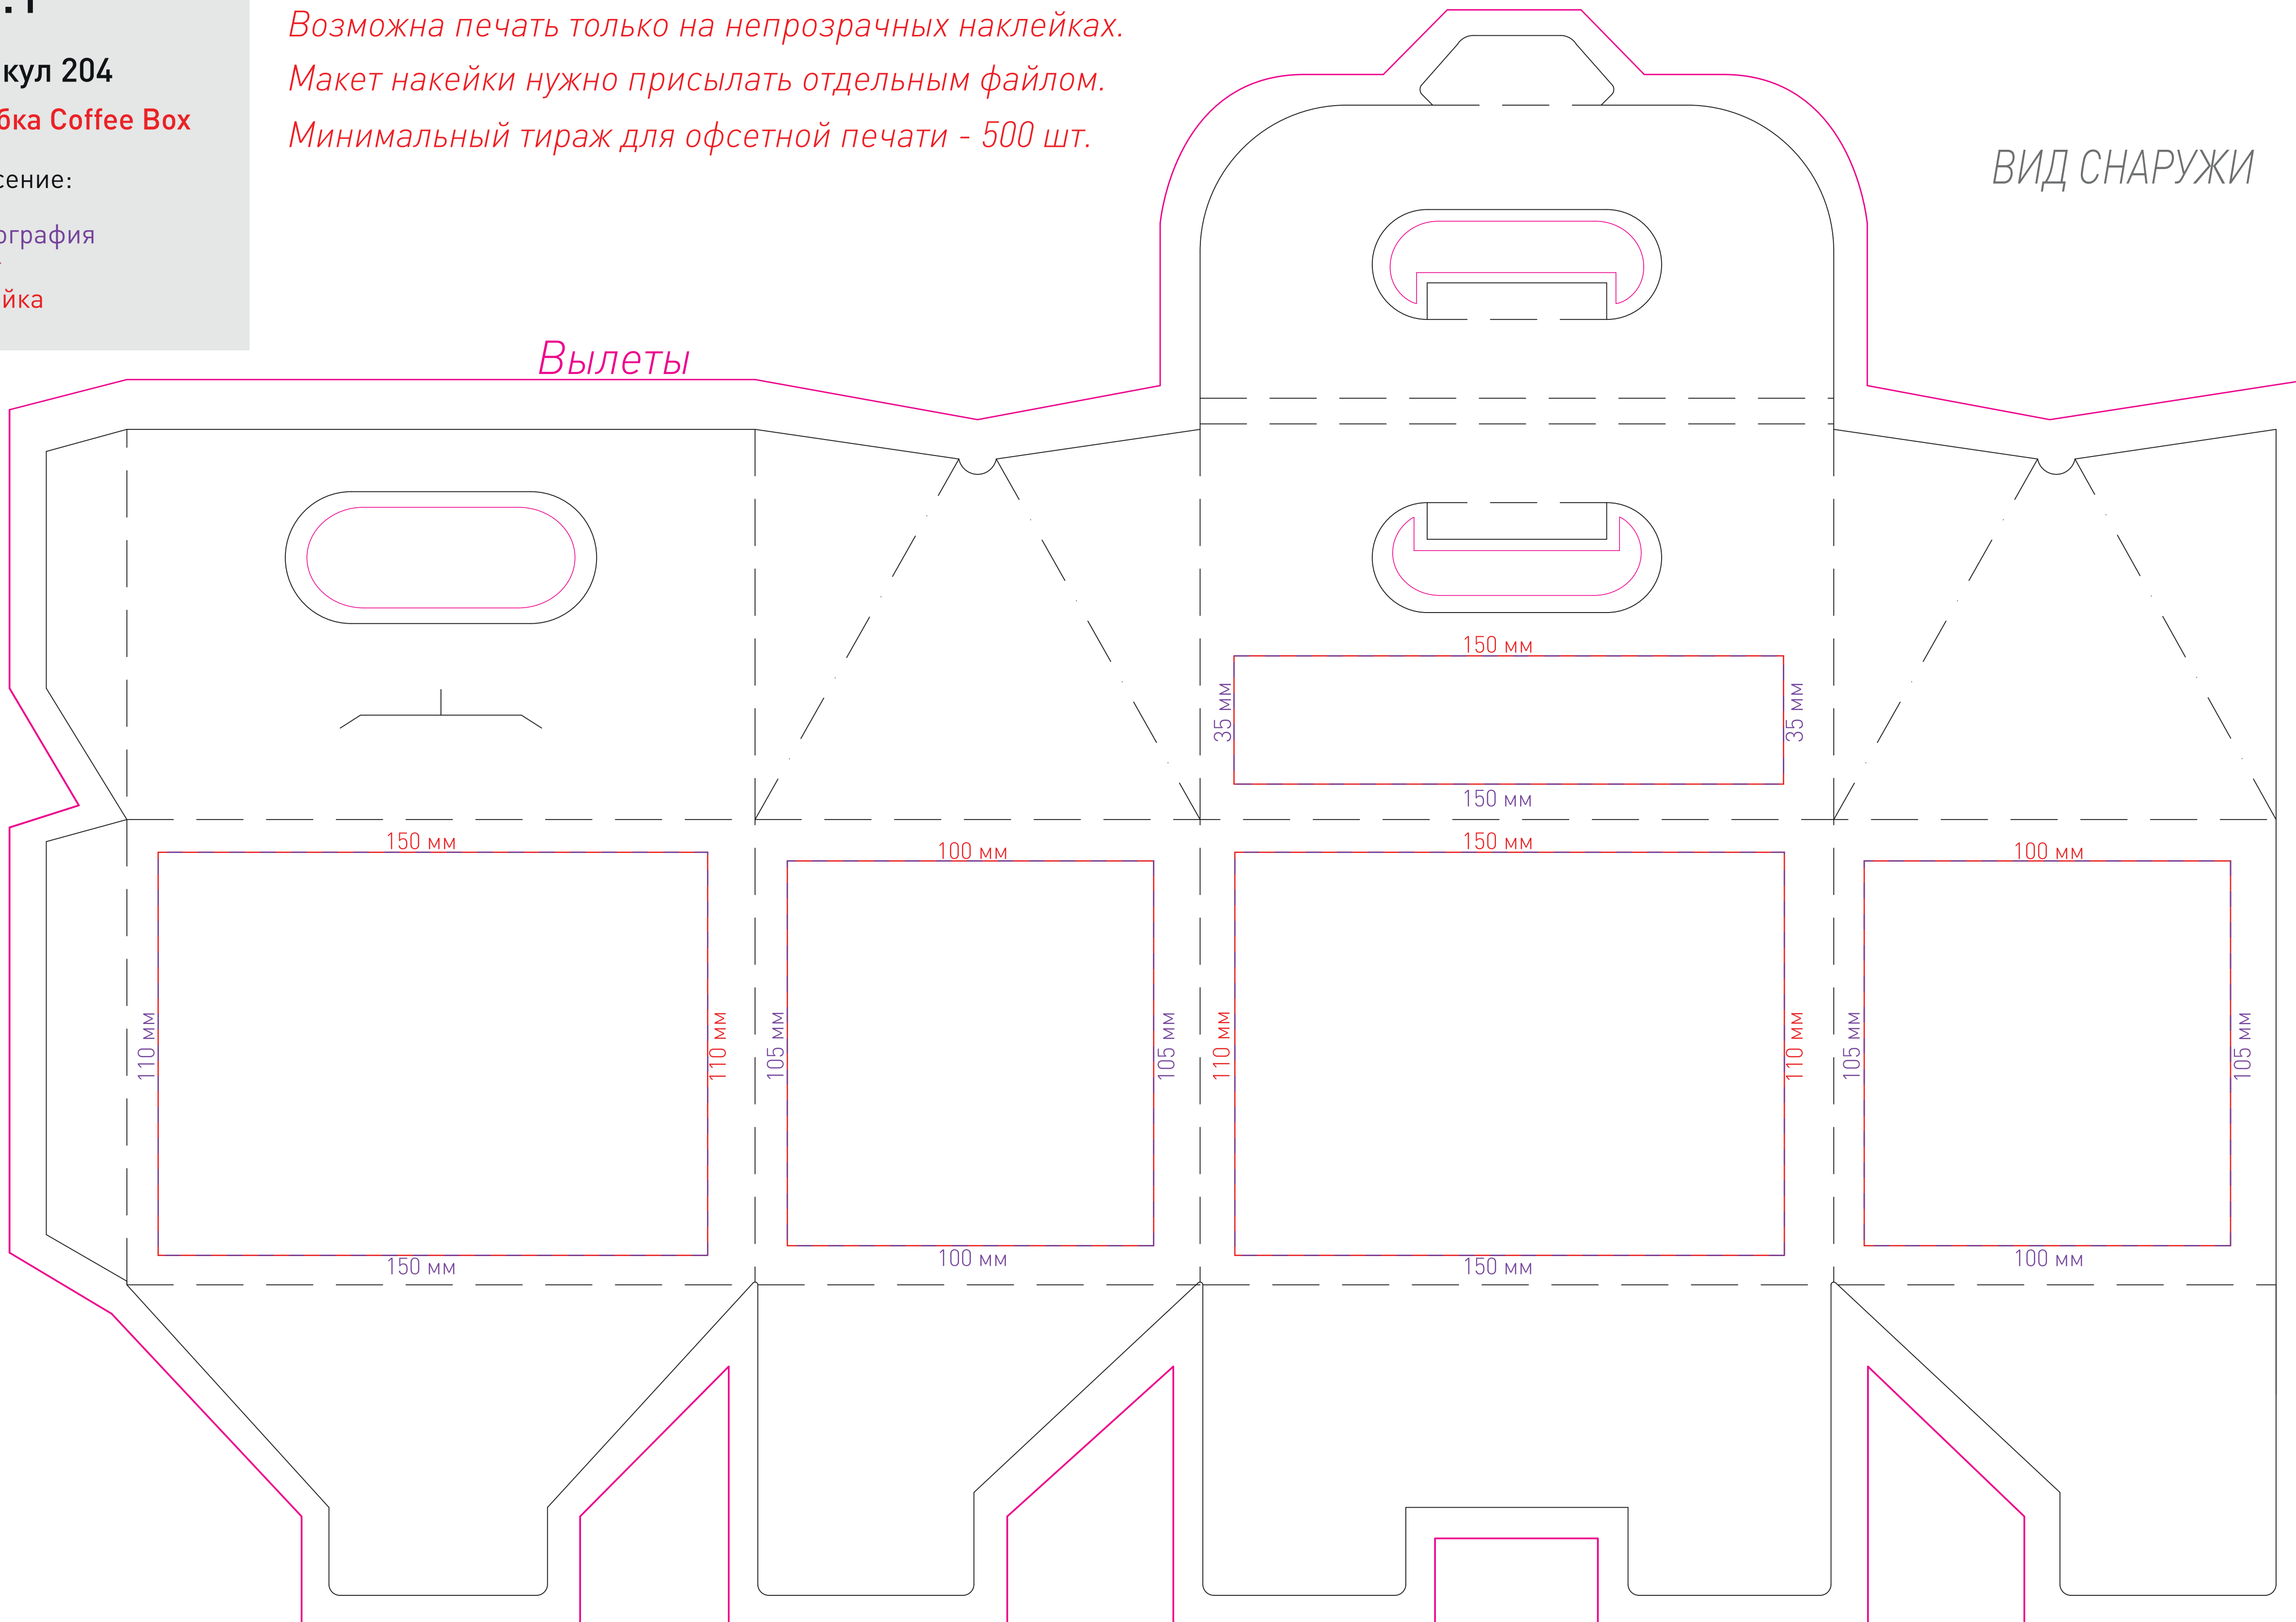 кул 204
бка Coffee Box
сение:
ография
йка
Возможна печать только на непрозрачных наклейках.
Макет накейки нужно присылать отдельным файлом.
Минимальный тираж для офсетной печати - 500 шт.
ВИД СНАРУЖИ
Вылеты
150 мм
35 мм
35 мм
150 мм
150 мм
110 мм
110 мм
150 мм
100 мм
105 мм
105 мм
100 мм
150 мм
110 мм
110 мм
150 мм
100 мм
105 мм
105 мм
100 мм